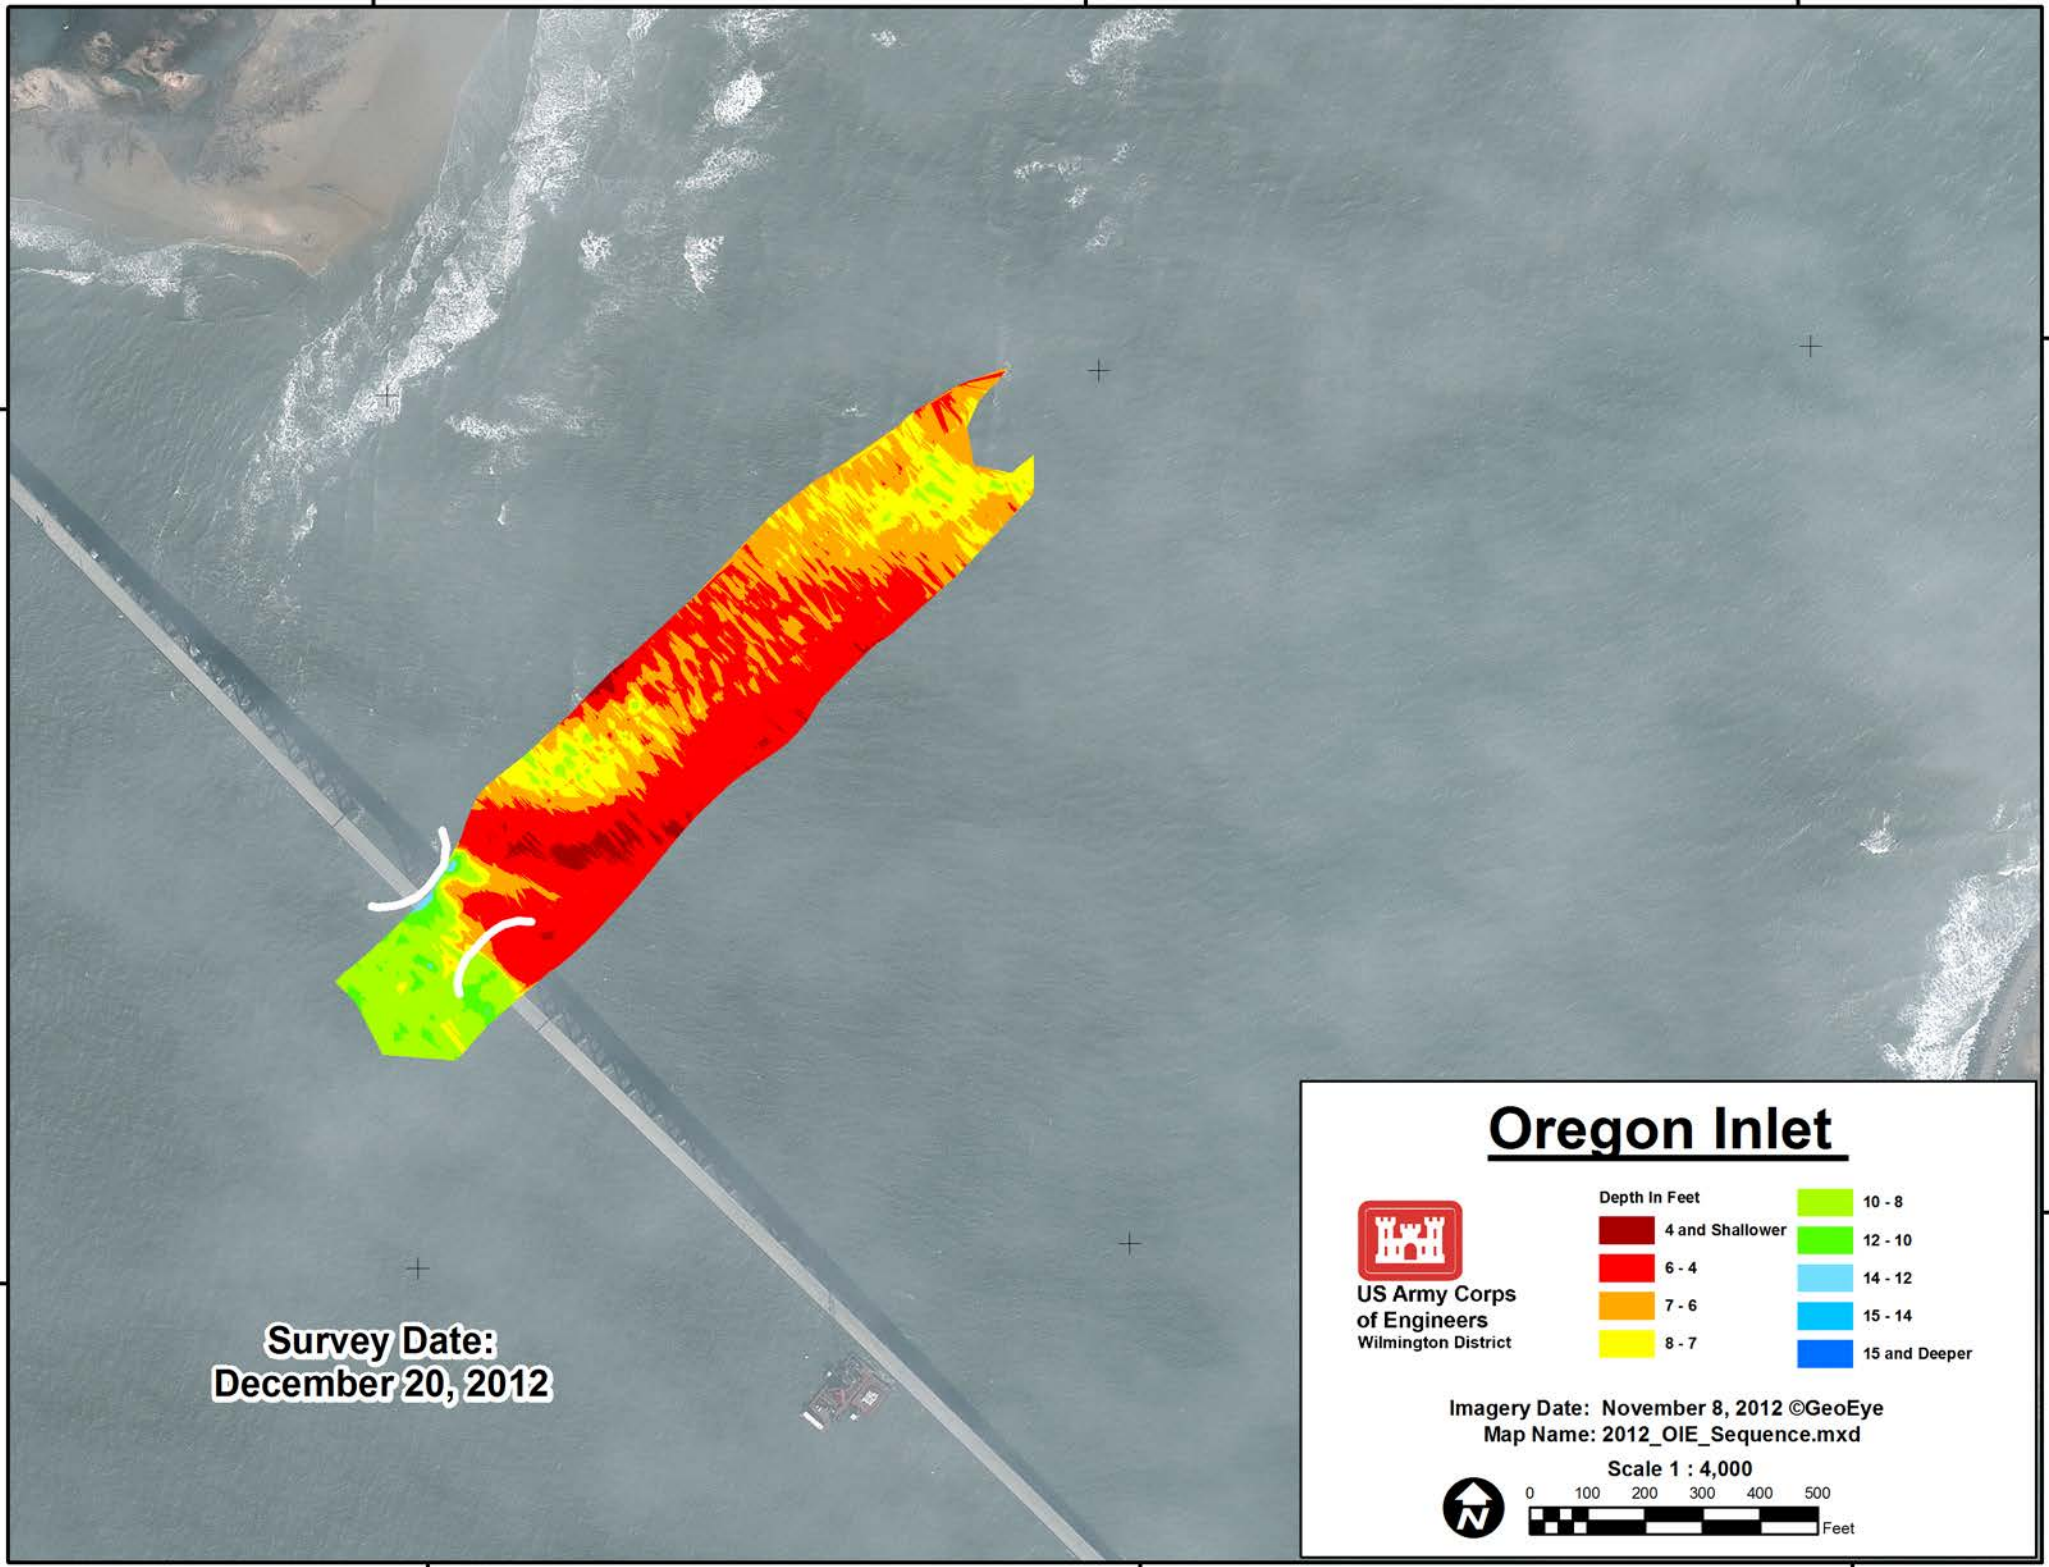 Oregon Inlet
Depth In Feet
4 and Shallower
6 - 4
7 - 6
8 - 7
10 - 8
12 - 10
14 - 12
15 - 14
15 and Deeper
US Army Corps
of Engineers
Wilmington District
Imagery Date: November 8, 2012 ©GeoEye
Map Name: 2012_OIE_Sequence.mxd
Scale 1 : 4,000
N
0 100 200 300 400 500
Feet
Survey Date:
December 20, 2012